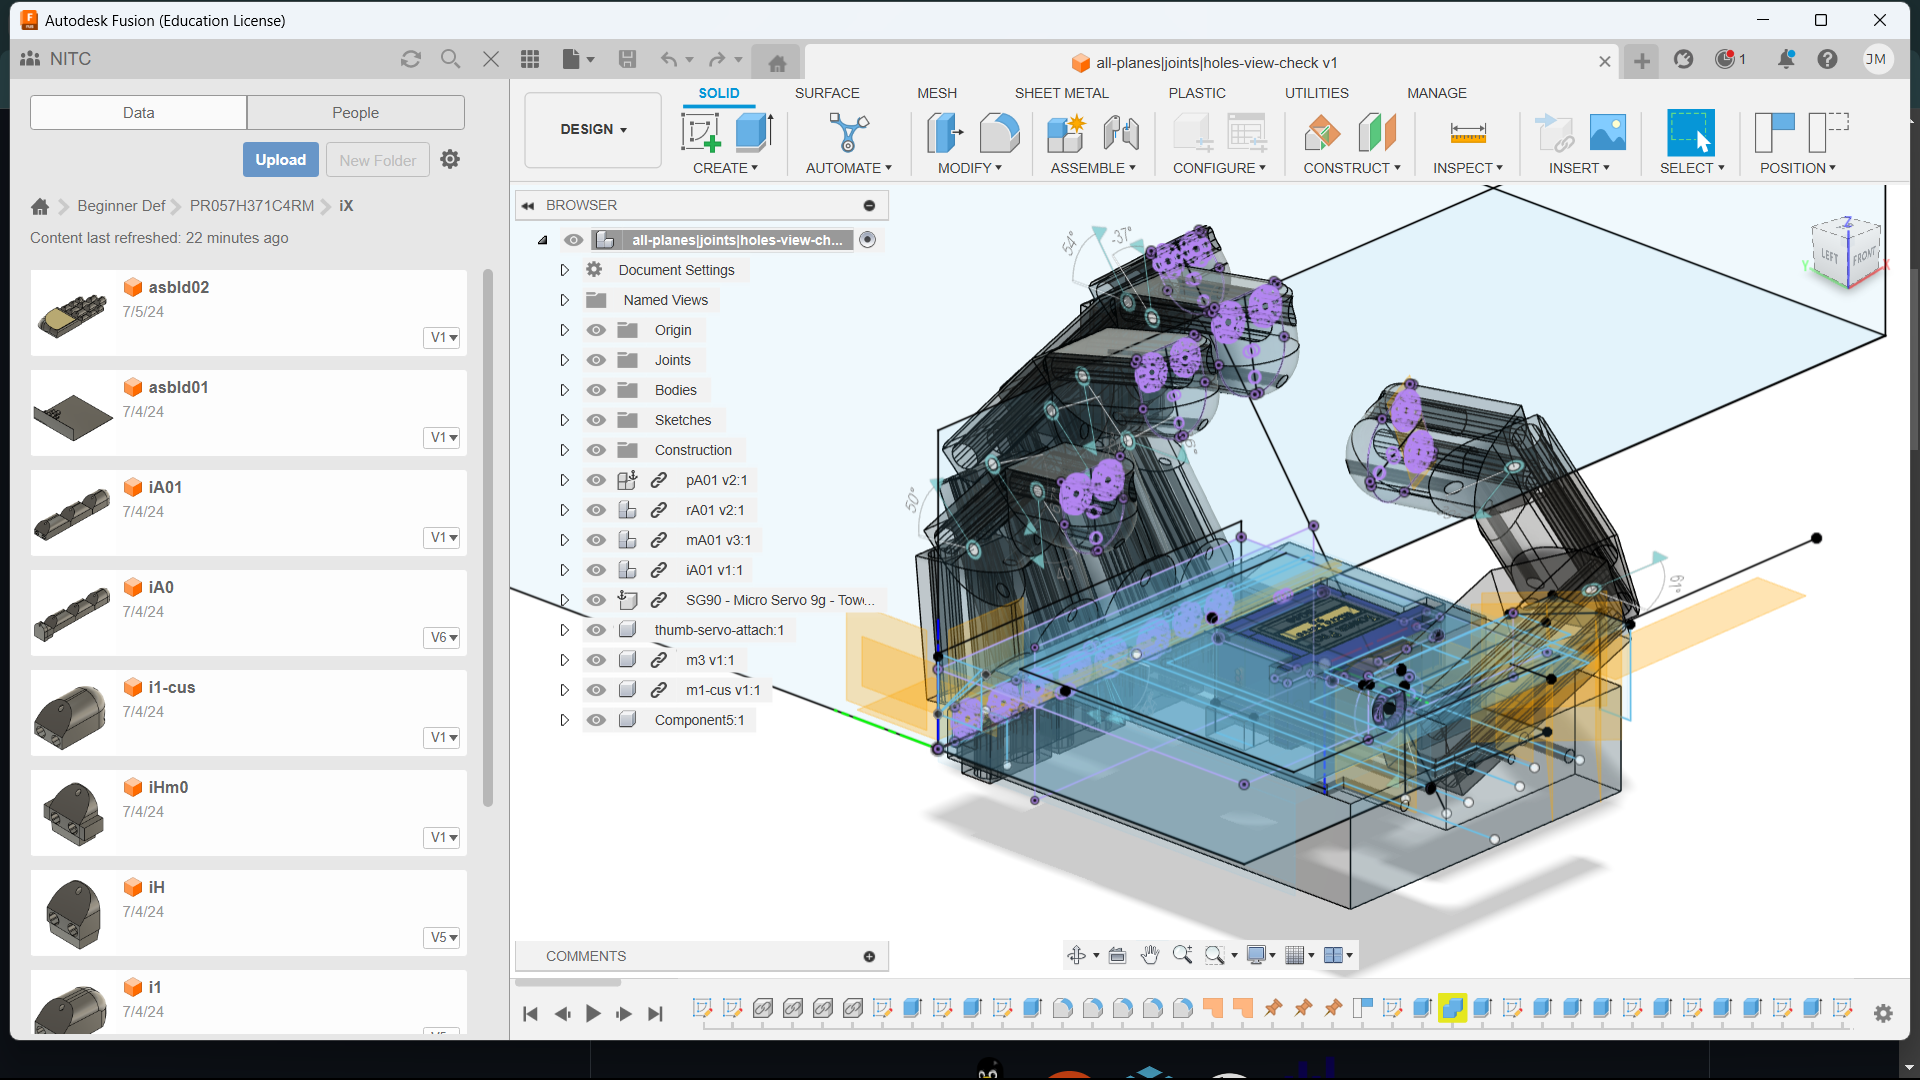 Autodesk Fusion (Education License)
NITC
all-planes|joints|holes-view-check v1
1
JM
Data
People
Upload
New Folder
Beginner Def
PR057H371C4RM
iX
Content last refreshed: 22 minutes ago
asbld02
7/5/24
V1
asbld01
7/4/24
V1
iA01
7/4/24
V1
iA0
7/4/24
V6
i1-cus
7/4/24
V1
iHm0
7/4/24
V1
iH
7/4/24
V5
i1
7/4/24
DESIGN
SOLID
SURFACE
MESH
SHEET METAL
PLASTIC
UTILITIES
MANAGE
CREATE
AUTOMATE
MODIFY
ASSEMBLE
CONFIGURE
CONSTRUCT
INSPECT
INSERT
SELECT
POSITION
BROWSER
all-planes|joints|holes-view-ch...
Document Settings
Named Views
Origin
Joints
Bodies
Sketches
Construction
pA01 v2:1
rA01 v2:1
mA01 v3:1
iA01 v1:1
SG90 - Micro Servo 9g - Tow...
thumb-servo-attach:1
m3 v1:1
m1-cus v1:1
Component5:1
54°
-37°
50°
61°
Z
LEFT
FRONT
Y
X
COMMENTS